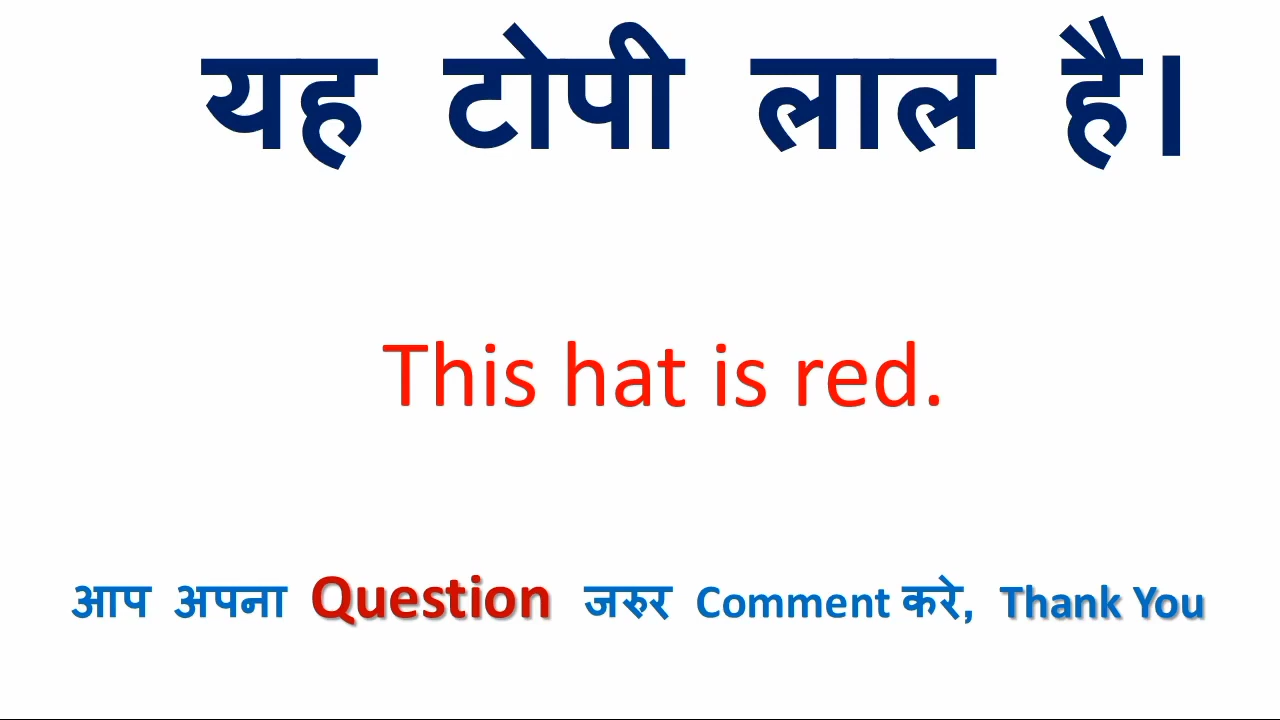 यह टोपी लाल है।
This hat is red.
आप अपना Question जरुर Comment करे, Thank You